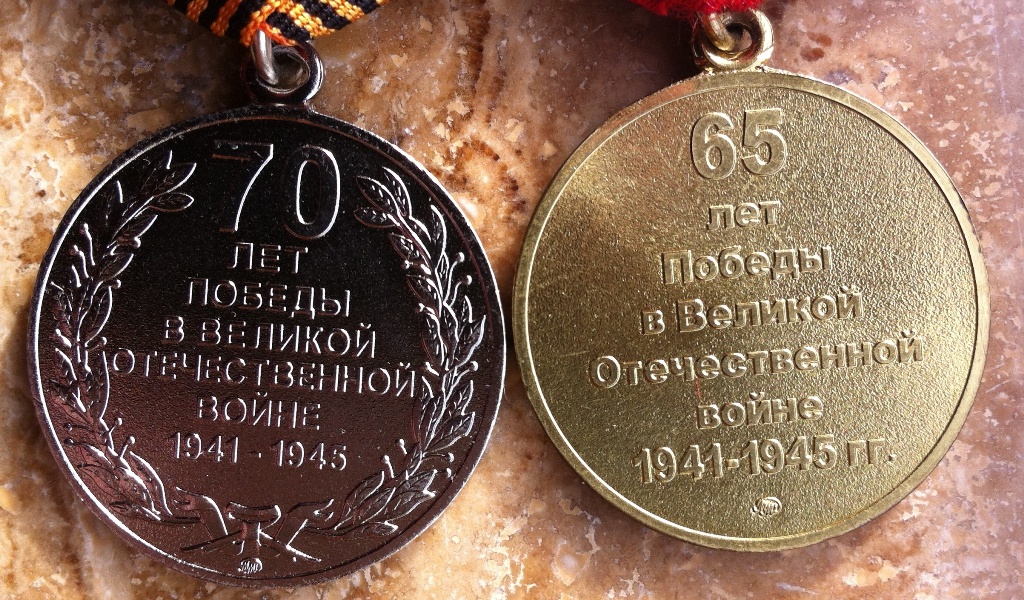 70
ЛЕТ
ПОБЕДЫ
В ВЕЛИКОЙ
ОТЕЧЕСТВЕННОЙ
ВОЙНЕ
1941 - 1945
65
лет
Победы
в Великой
Отечественной
войне
1941-1945 гг.